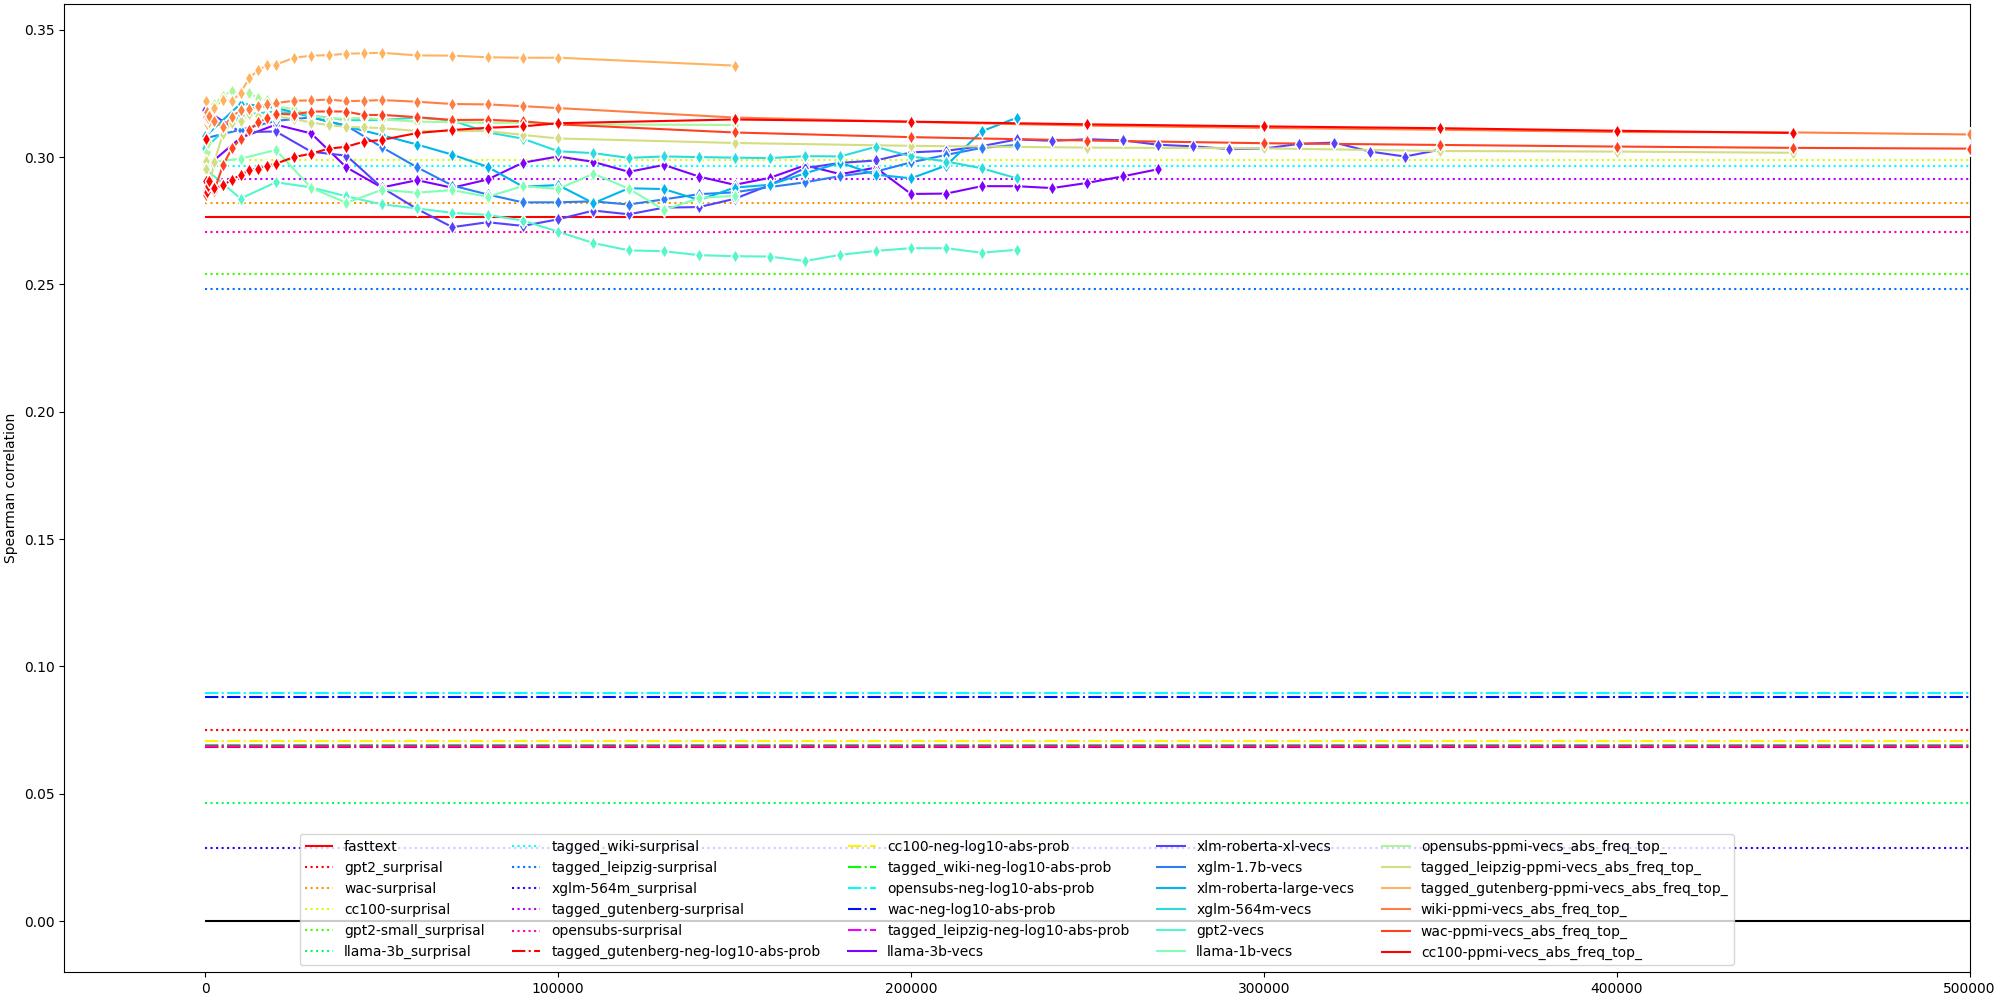 0.35
0.30
0.25
0.20
0.15
0.10
0.05
0.00
Spearman correlation
fasttext
gpt2_surprisal
wac-surprisal
cc100-surprisal
gpt2-small_surprisal
llama-3b_surprisal
tagged_wiki-surprisal
tagged_leipzig-surprisal
xglm-564m_surprisal
tagged_gutenberg-surprisal
opensubs-surprisal
tagged_gutenberg-neg-log10-abs-prob
cc100-neg-log10-abs-prob
tagged_wiki-neg-log10-abs-prob
opensubs-neg-log10-abs-prob
wac-neg-log10-abs-prob
tagged_leipzig-neg-log10-abs-prob
llama-3b-vecs
xlm-roberta-xl-vecs
xglm-1.7b-vecs
xlm-roberta-large-vecs
xglm-564m-vecs
gpt2-vecs
llama-1b-vecs
opensubs-ppmi-vecs_abs_freq_top_
tagged_leipzig-ppmi-vecs_abs_freq_top_
tagged_gutenberg-ppmi-vecs_abs_freq_top_
wiki-ppmi-vecs_abs_freq_top_
wac-ppmi-vecs_abs_freq_top_
cc100-ppmi-vecs_abs_freq_top_
0
100000
200000
300000
400000
500000